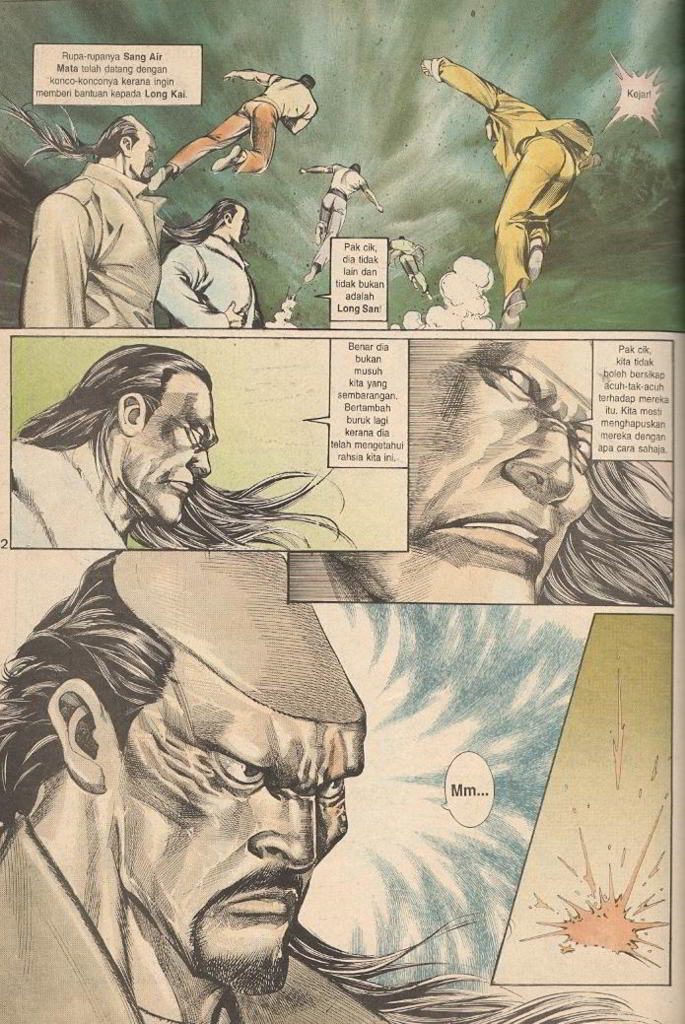 Rupa-rupanya Sang Air
Mata telah datang dengan
konco-konconya kerana ingin
memberi bantuan kepada Long Kai.
Kejar!
Pak cik,
dia tidak
lain dan
tidak bukan
adalah
Long San!
Benar dia
bukan
musuh
kita yang
sembarangan.
Bertambah
buruk lagi
kerana dia
telah mengetahui
rahsia kita ini.
Pak cik,
kita tidak
boleh bersikap
acuh-tak-acuh
terhadap mereka
itu. Kita mesti
menghapuskan
mereka dengan
apa cara sahaja.
2
Mm...